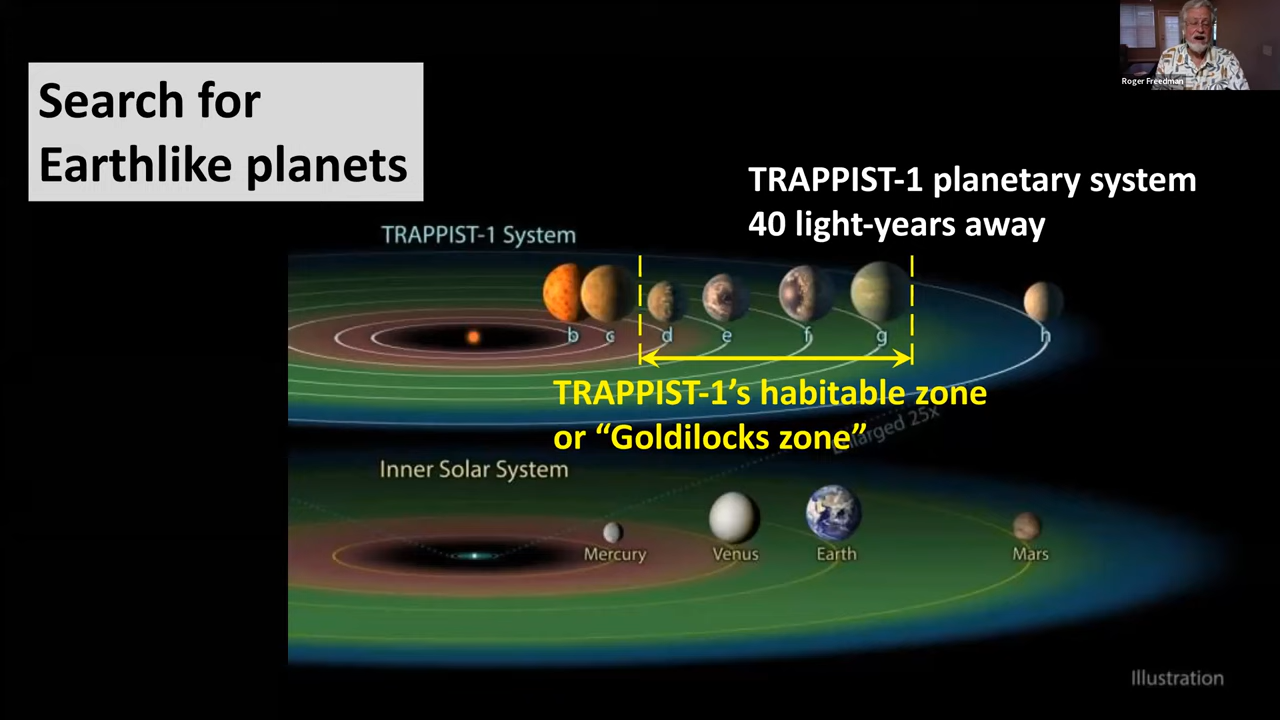 Roger Freedman
Search for
Earthlike planets
TRAPPIST-1 planetary system
40 light-years away
TRAPPIST-1 System
b c d e f g h
TRAPPIST-1’s habitable zone
or “Goldilocks zone”
Enlarged 25x
Inner Solar System
Mercury Venus Earth Mars
Illustration